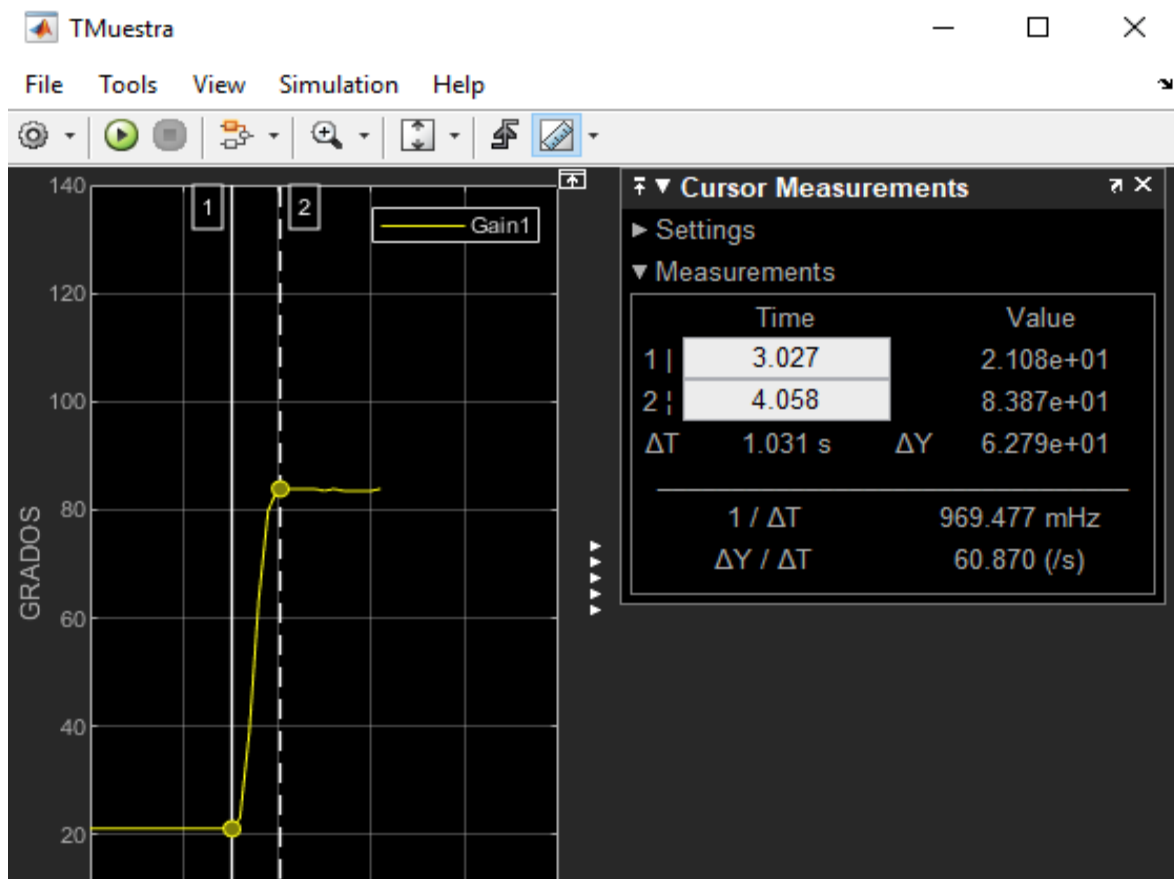 TMuestra
File Tools View Simulation Help
140
120
100
80
60
40
20
GRADOS
1
2
Gain1
Cursor Measurements
Settings
Measurements
Time Value
1 | 3.027 2.108e+01
2 ¦ 4.058 8.387e+01
ΔT 1.031 s ΔY 6.279e+01
1 / ΔT 969.477 mHz
ΔY / ΔT 60.870 (/s)